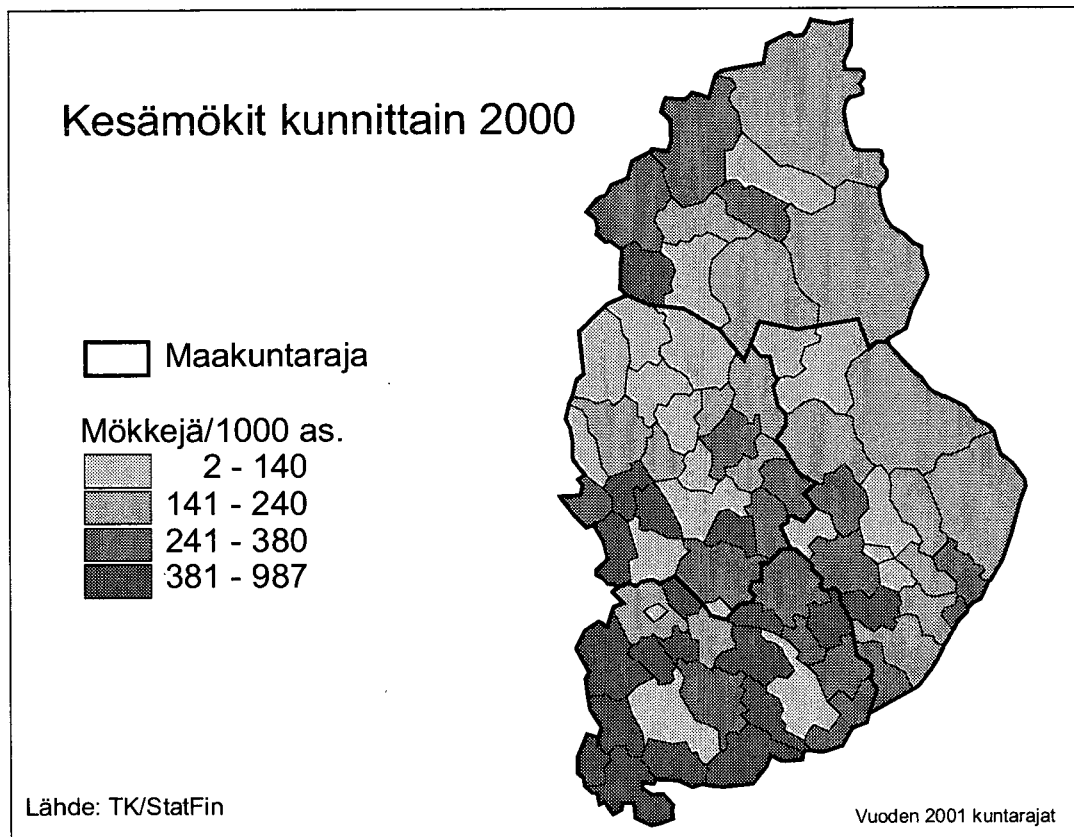 Kesämökit kunnittain 2000
Maakuntaraja
Mökkejä/1000 as.
2 - 140
141 - 240
241 - 380
381 - 987
Lähde: TK/StatFin
Vuoden 2001 kuntarajat